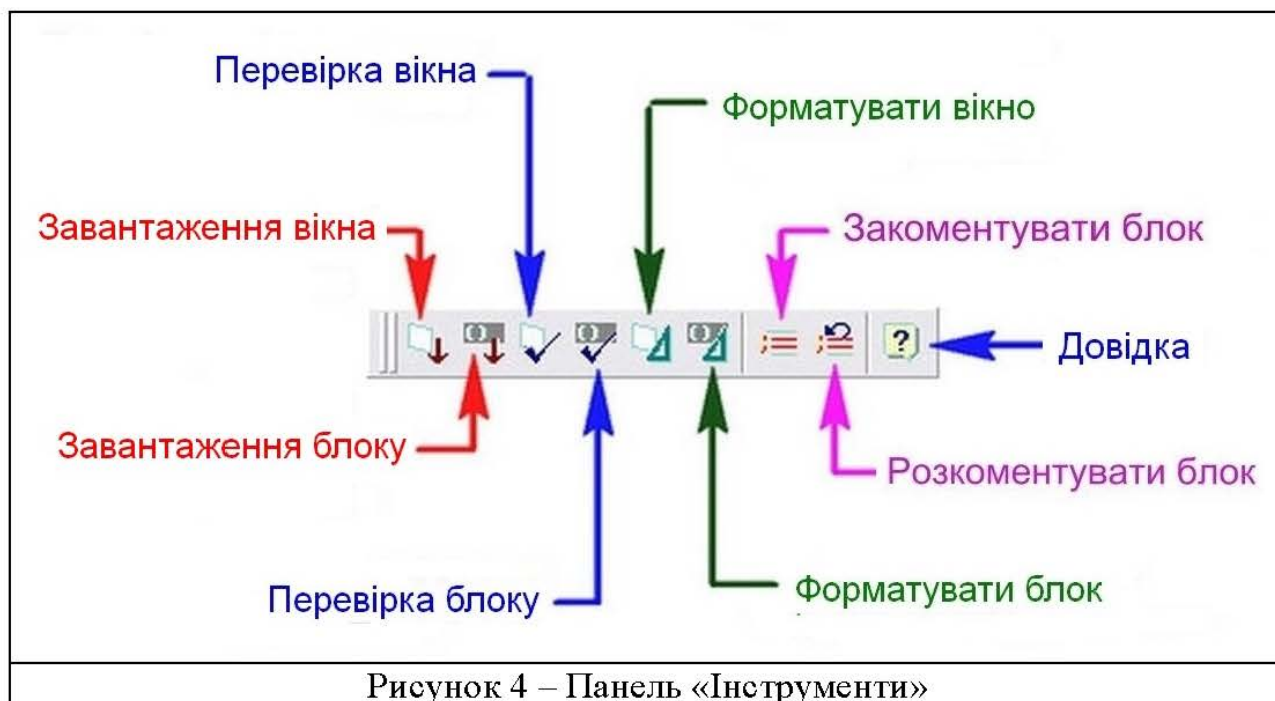 Перевірка вікна
Форматувати вікно
Завантаження вікна
Закоментувати блок
?
Довідка
Завантаження блоку
Розкоментувати блок
Перевірка блоку
Форматувати блок
Рисунок 4 – Панель «Інструменти»